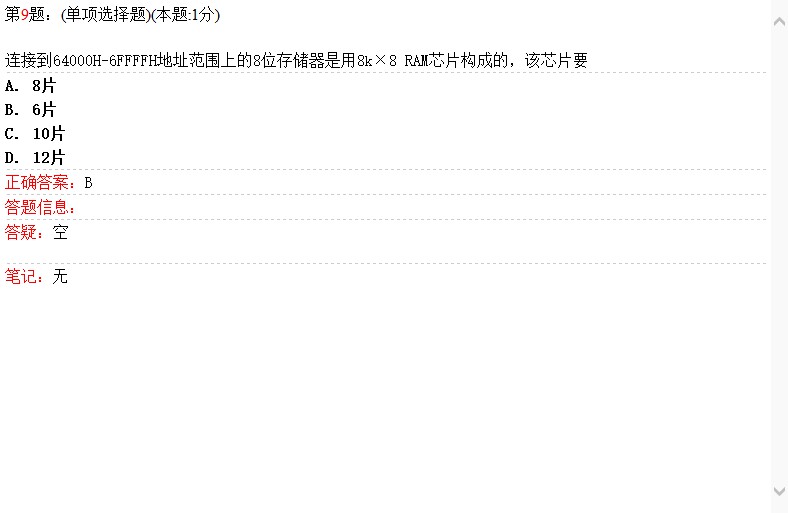 第9题：(单项选择题)(本题:1分)
连接到64000H-6FFFFH地址范围上的8位存储器是用8k×8 RAM芯片构成的，该芯片要
A. 8片
B. 6片
C. 10片
D. 12片
正确答案：B
答题信息：
答疑：空
笔记：无